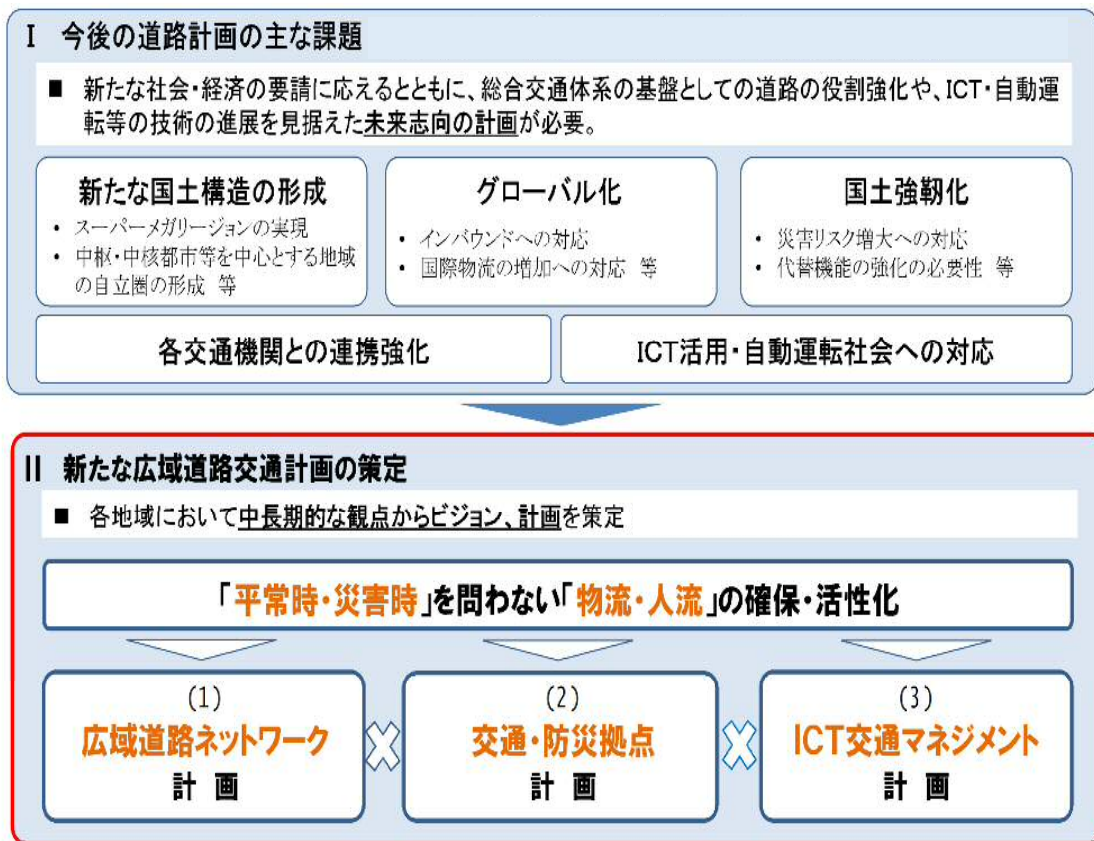 I 今後の道路計画の主な課題
■ 新たな社会・経済の要請に応えるとともに、総合交通体系の基盤としての道路の役割強化や、ICT・自動運
転等の技術の進展を見据えた未来志向の計画が必要。
新たな国土構造の形成
・ スーパーメガリージョンの実現
・ 中枢・中核都市等を中心とする地域
の自立圏の形成 等
グローバル化
・ インバウンドへの対応
・ 国際物流の増加への対応 等
国土強靭化
・ 災害リスク増大への対応
・ 代替機能の強化の必要性 等
各交通機関との連携強化
ICT活用・自動運転社会への対応
II 新たな広域道路交通計画の策定
■ 各地域において中長期的な観点からビジョン、計画を策定
「平常時・災害時」を問わない「物流・人流」の確保・活性化
(1)
広域道路ネットワーク
計 画
(2)
交通・防災拠点
計 画
(3)
ICT交通マネジメント
計 画